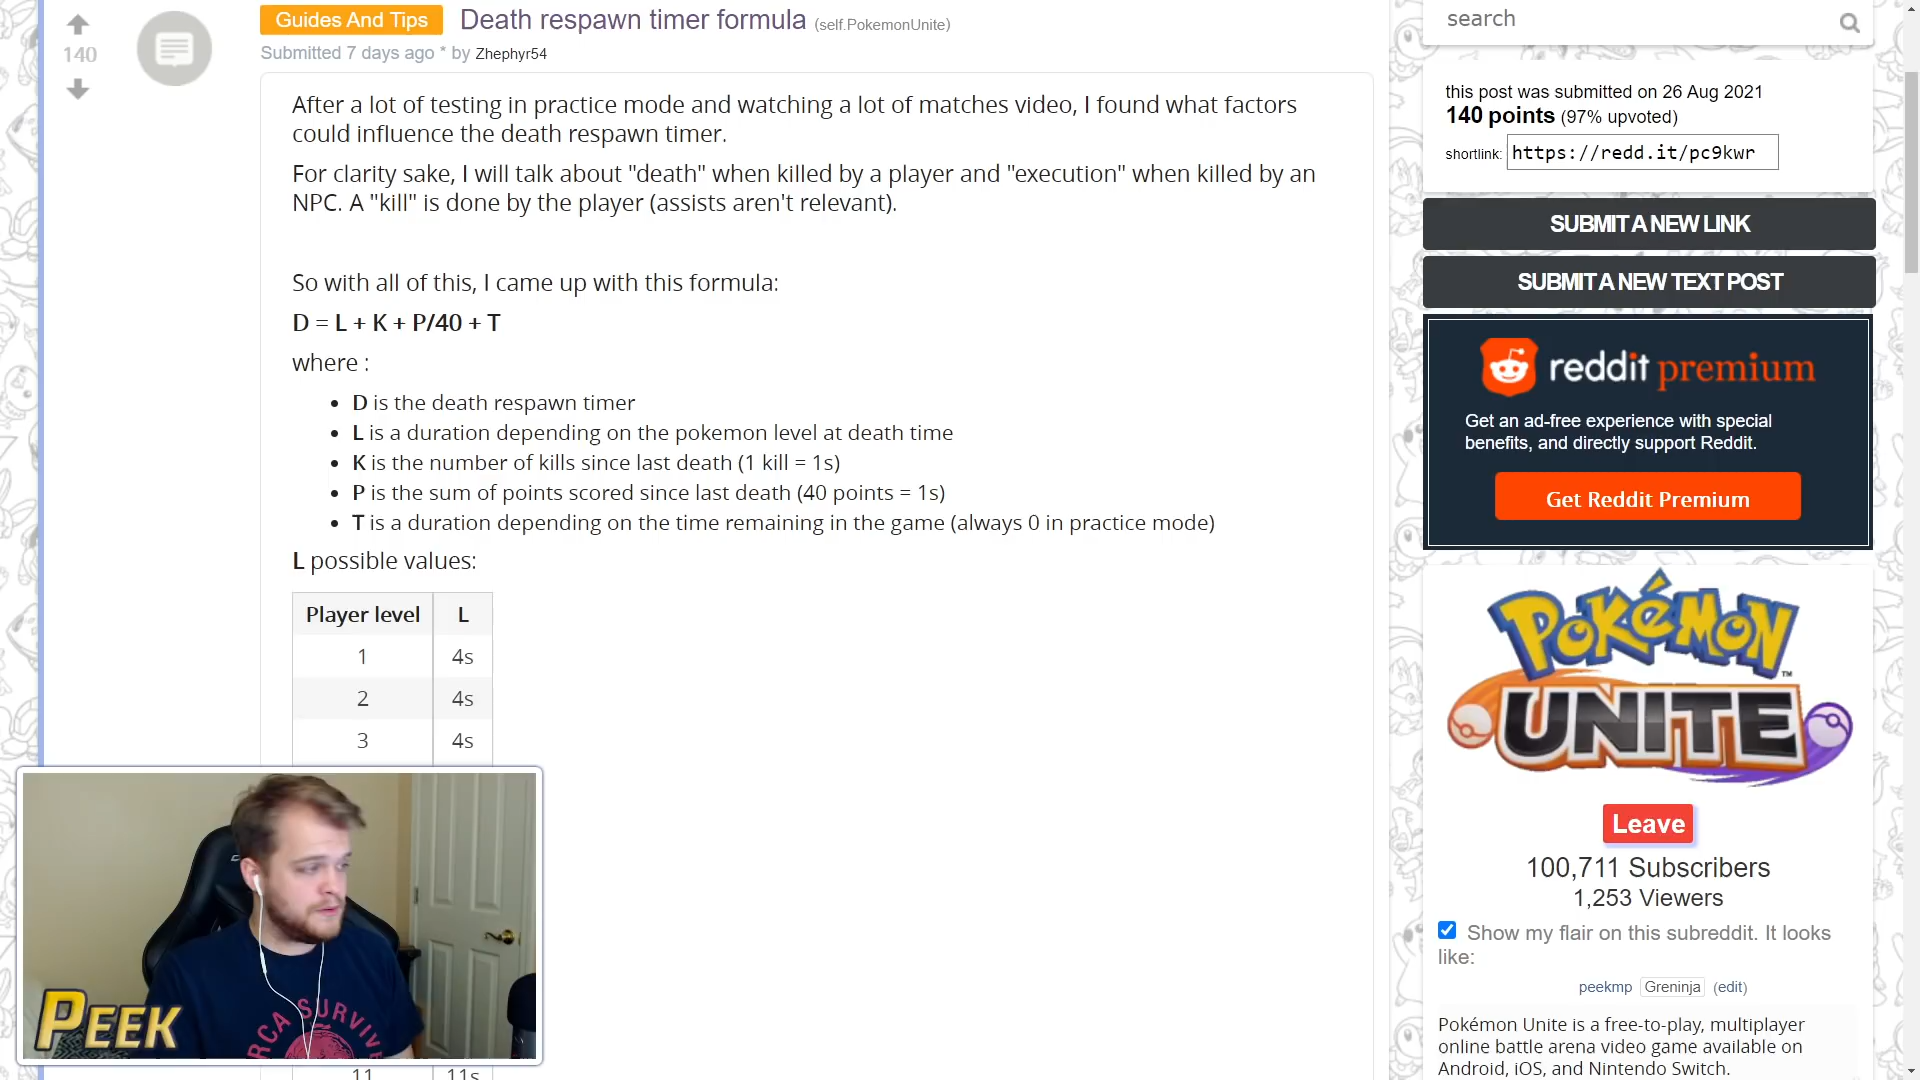 Guides And Tips Death respawn timer formula (self.PokemonUnite)
140
Submitted 7 days ago * by Zhephyr54
After a lot of testing in practice mode and watching a lot of matches video, I found what factors
could influence the death respawn timer.
For clarity sake, I will talk about "death" when killed by a player and "execution" when killed by an
NPC. A "kill" is done by the player (assists aren't relevant).
So with all of this, I came up with this formula:
D = L + K + P/40 + T
where :
• D is the death respawn timer
• L is a duration depending on the pokemon level at death time
• K is the number of kills since last death (1 kill = 1s)
• P is the sum of points scored since last death (40 points = 1s)
• T is a duration depending on the time remaining in the game (always 0 in practice mode)
L possible values:
Player level L
1 4s
2 4s
3 4s
11 11s
PEEK
RCA SURVIVE
search
this post was submitted on 26 Aug 2021
140 points (97% upvoted)
shortlink: https://redd.it/pc9kwr
SUBMIT A NEW LINK
SUBMIT A NEW TEXT POST
reddit premium
Get an ad-free experience with special
benefits, and directly support Reddit.
Get Reddit Premium
POKÉMON
UNITE
Leave
100,711 Subscribers
1,253 Viewers
Show my flair on this subreddit. It looks
like:
peekmp Greninja (edit)
Pokémon Unite is a free-to-play, multiplayer
online battle arena video game available on
Android, iOS, and Nintendo Switch.